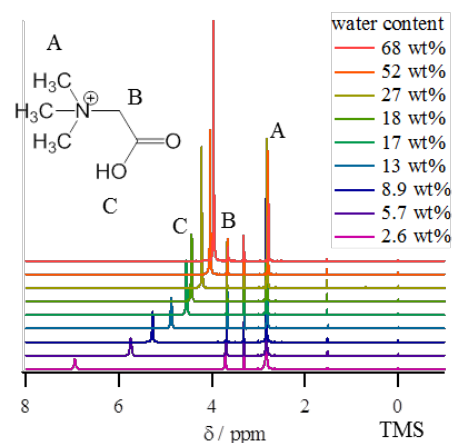 water content
68 wt%
52 wt%
27 wt%
18 wt%
17 wt%
13 wt%
8.9 wt%
5.7 wt%
2.6 wt%
A
H₃C
H₃C
N⊕
H₃C
B
O
HO
C
C
B
A
8
6
4
2
0
δ / ppm
TMS